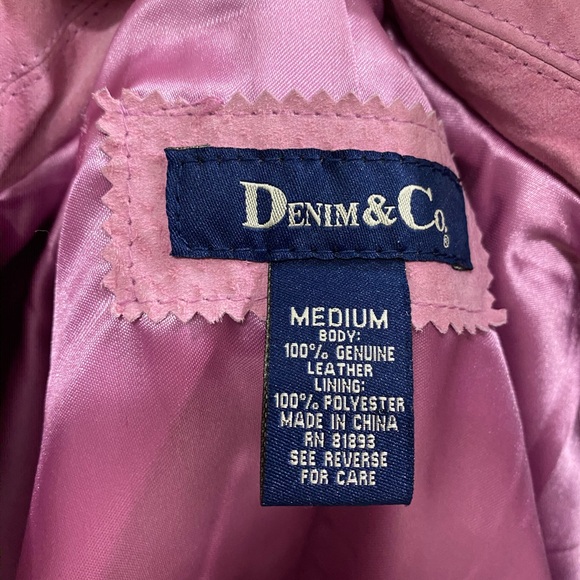 DENIM & CO.®
MEDIUM
BODY:
100% GENUINE
LEATHER
LINING:
100% POLYESTER
MADE IN CHINA
RN 81893
SEE REVERSE
FOR CARE